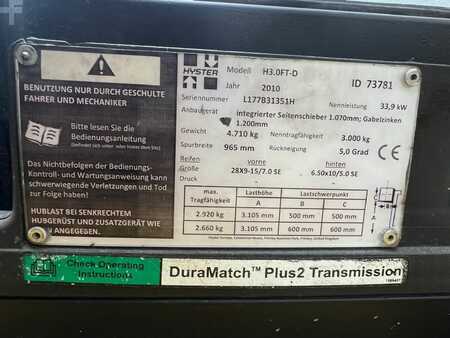 F
BENUTZUNG NUR DURCH GESCHULTE
FAHRER UND MECHANIKER
Bitte lesen Sie die
Bedienungsanleitung
Das Nichtbefolgen der Bedienungs-
Kontroll- und Wartungsanweisung kann
schwerwiegende Verletzungen und Tod
zur Folge haben!
HUBLAST BEI SENKRECHTEM
HUBGERÜST UND ZUSATZGERÄT WIE
ANGEGEBEN.
HYSTER
Modell H3.0FT-D ID 73781
Jahr 2010
Seriennummer L177B31351H Nennleistung 33,9 kW
Anbaugerät integrierter Seitenschieber 1.070mm; Gabelzinken
1.200mm
Gewicht 4.710 kg Nenntragfähigkeit 3.000 kg
Spurbreite 965 mm Rückneigung 5,0 Grad
Reifen vorne hinten
Größe 28X9-15/7.0 SE 6.50x10/5.0 SE
max. Tragfähigkeit Lasthöhe Lastschwerpunkt
A B C
2.920 kg 3.105 mm 500 mm 500 mm
2.660 kg 3.105 mm 600 mm 600 mm
Check Operating
Instructions
DuraMatch™ Plus2 Transmission